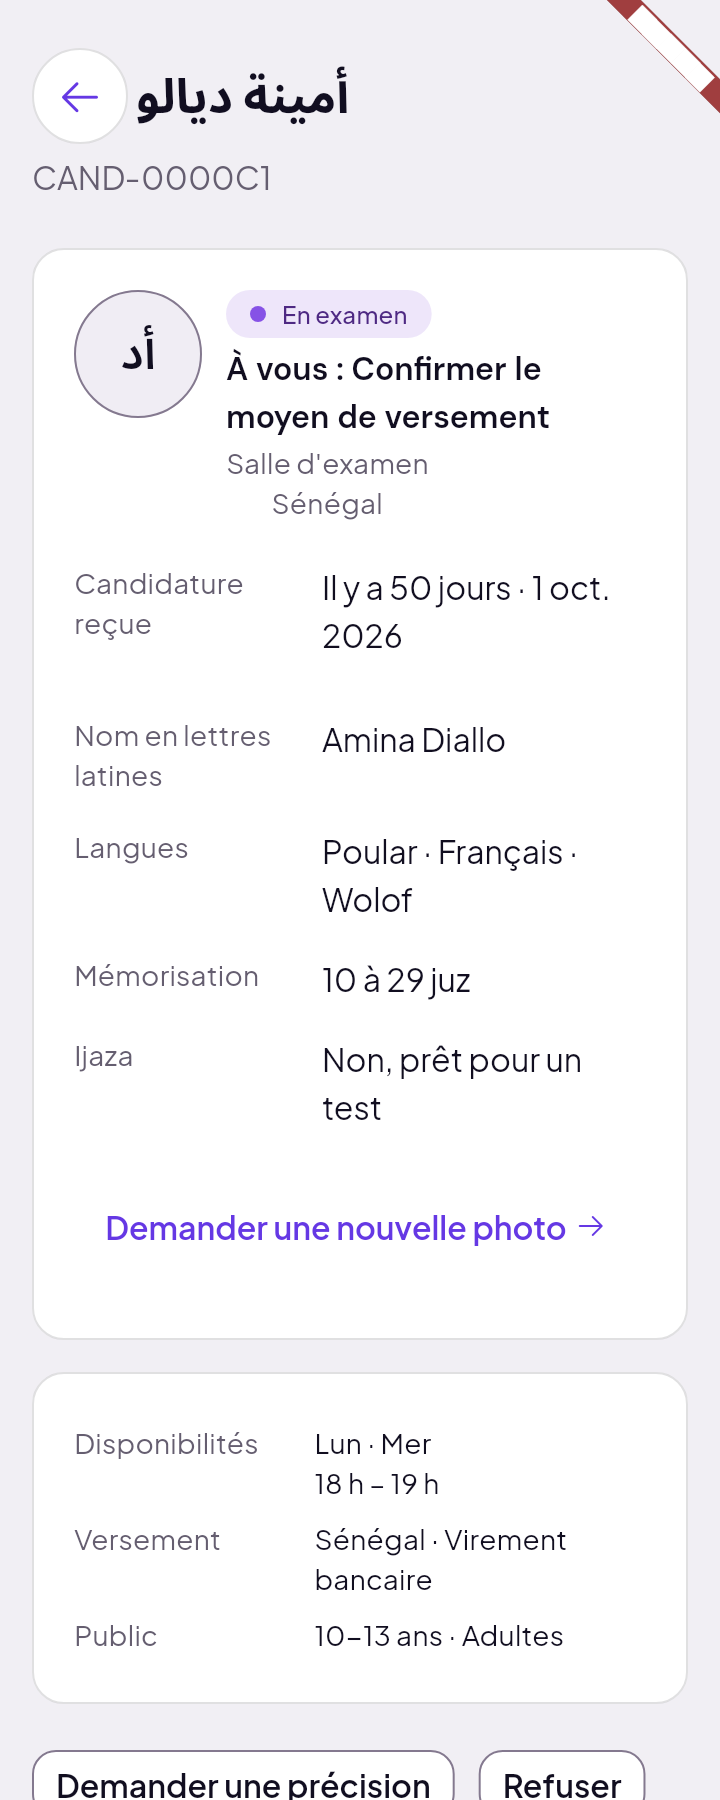 أمينة ديالو
CAND-0000C1
أد
En examen
À vous : Confirmer le
moyen de versement
Salle d'examen
Sénégal
Candidature
reçue
Il y a 50 jours · 1 oct.
2026
Nom en lettres
latines
Amina Diallo
Langues
Poular · Français ·
Wolof
Mémorisation
10 à 29 juz
Ijaza
Non, prêt pour un
test
Demander une nouvelle photo →
Disponibilités
Lun · Mer
18 h – 19 h
Versement
Sénégal · Virement
bancaire
Public
10–13 ans · Adultes
Demander une précision
Refuser